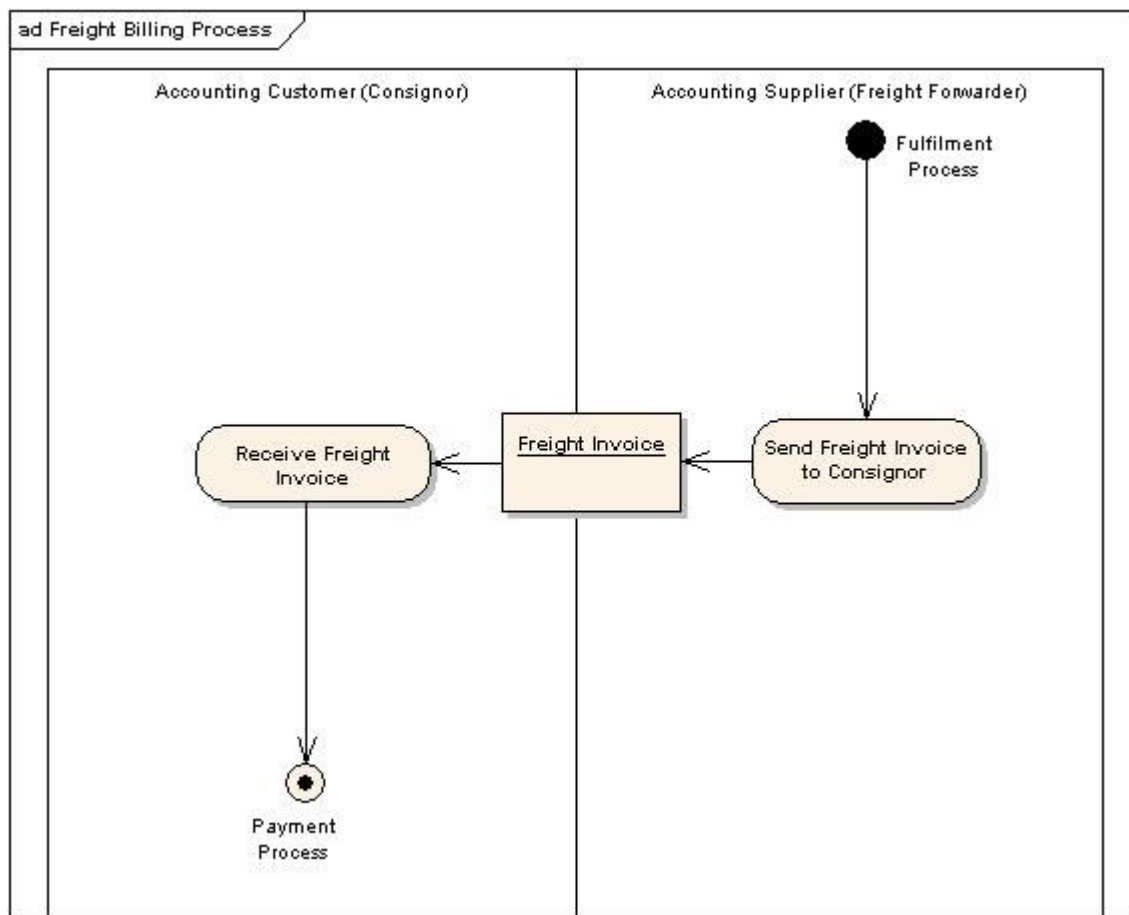 ad Freight Billing Process
Accounting Customer (Consignor)
Accounting Supplier (Freight Forwarder)
Fulfilment
Process
Receive Freight
Invoice
Freight Invoice
Send Freight Invoice
to Consignor
Payment
Process